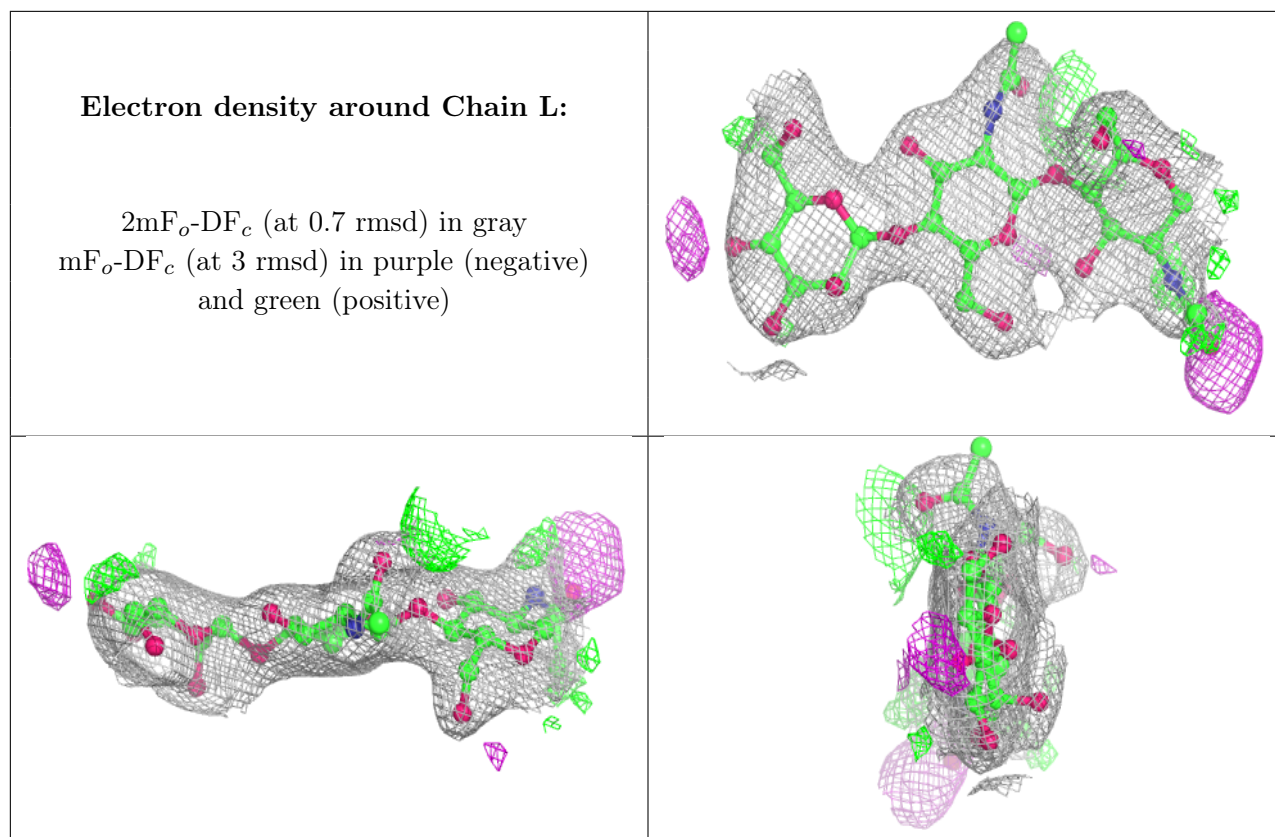 Electron density around Chain L:
2mFo-DFc (at 0.7 rmsd) in gray
mFo-DFc (at 3 rmsd) in purple (negative)
and green (positive)